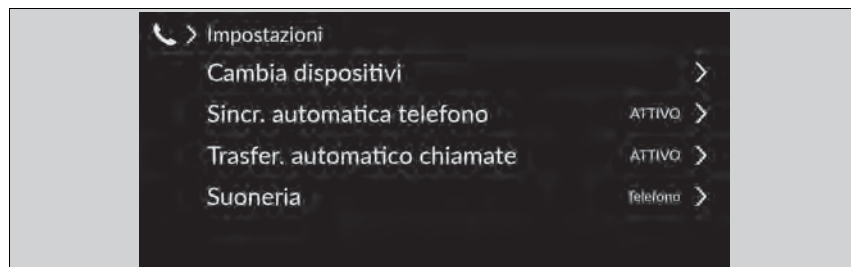 Impostazioni
Cambia dispositivi
Sincr. automatica telefono ATTIVO
Trasfer. automatico chiamate ATTIVO
Suoneria Telefono